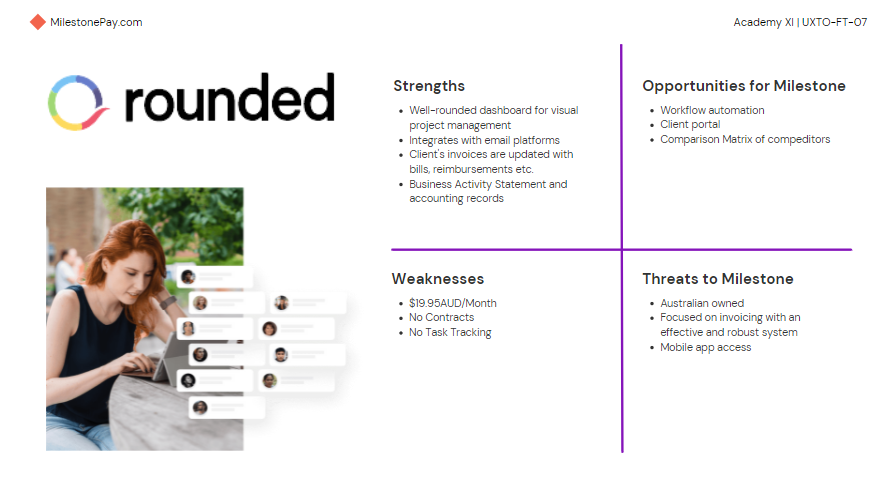 MilestonePay.com
Academy XI | UXTO-FT-07
rounded
Strengths
Well-rounded dashboard for visual
project management
Integrates with email platforms
Client's invoices are updated with
bills, reimbursements etc.
Business Activity Statement and
accounting records
Opportunities for Milestone
Workflow automation
Client portal
Comparison Matrix of compeditors
Weaknesses
$19.95AUD/Month
No Contracts
No Task Tracking
Threats to Milestone
Australian owned
Focused on invoicing with an
effective and robust system
Mobile app access